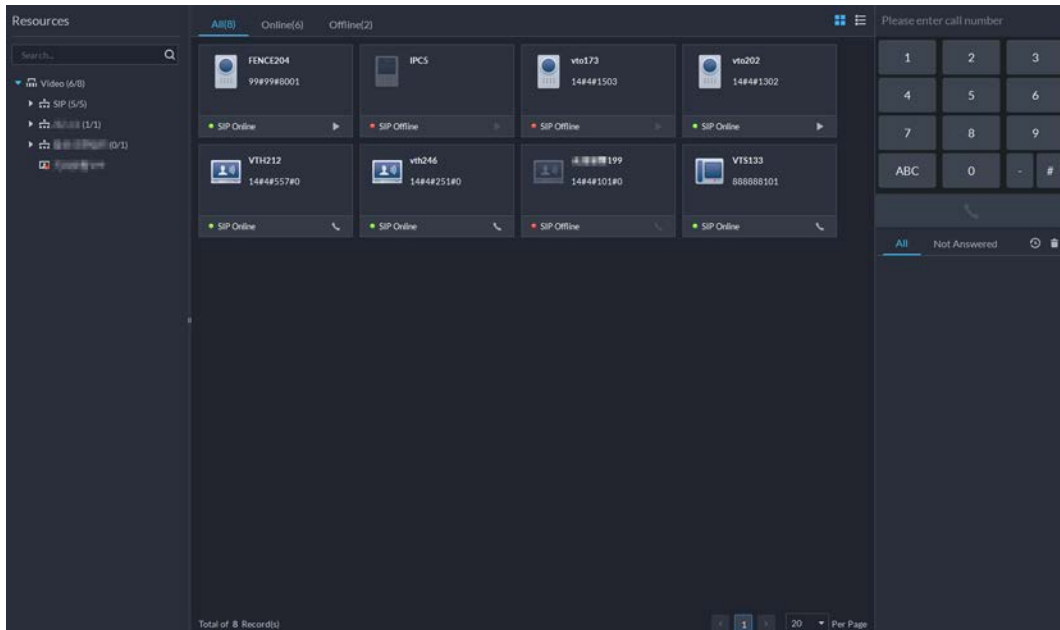 Resources
Search...
Video (6/8)
SIP (5/5)
(1/1)
(0/1)
All(8) Online(6) Offline(2)
FENCE204
99#99#8001
SIP Online
IPC5
SIP Offline
vto173
14#4#1503
SIP Offline
vto202
14#4#1302
SIP Online
VTH212
14#4#557#0
SIP Online
vth246
14#4#251#0
SIP Online
199
14#4#101#0
SIP Offline
VTS133
888888101
SIP Online
Total of 8 Record(s)
1 20 Per Page
Please enter call number
1 2 3
4 5 6
7 8 9
ABC 0 - #
All Not Answered